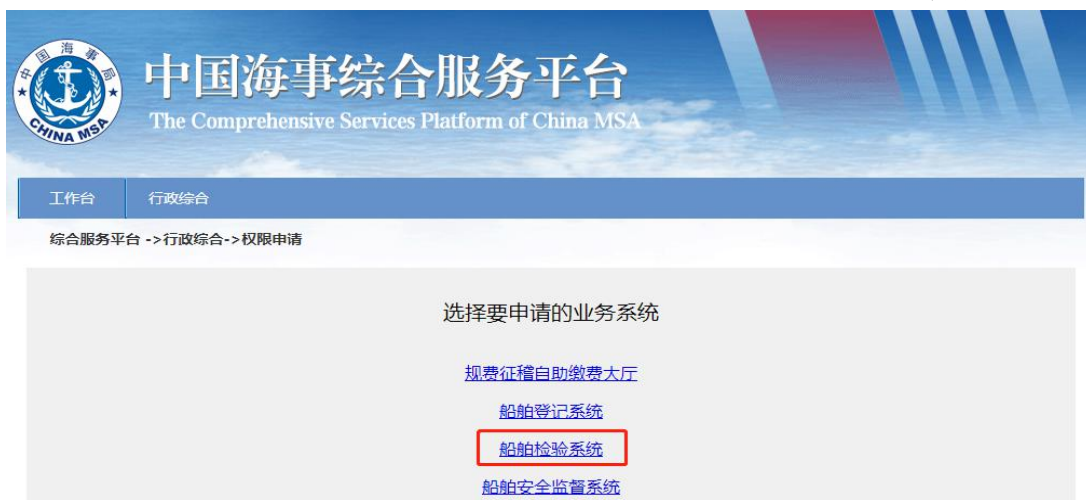 中国海事局
CHINA MSA
中国海事综合服务平台
The Comprehensive Services Platform of China MSA
工作台 行政综合
综合服务平台 ->行政综合->权限申请
选择要申请的业务系统
规费征稽自助缴费大厅
船舶登记系统
船舶检验系统
船舶安全监督系统